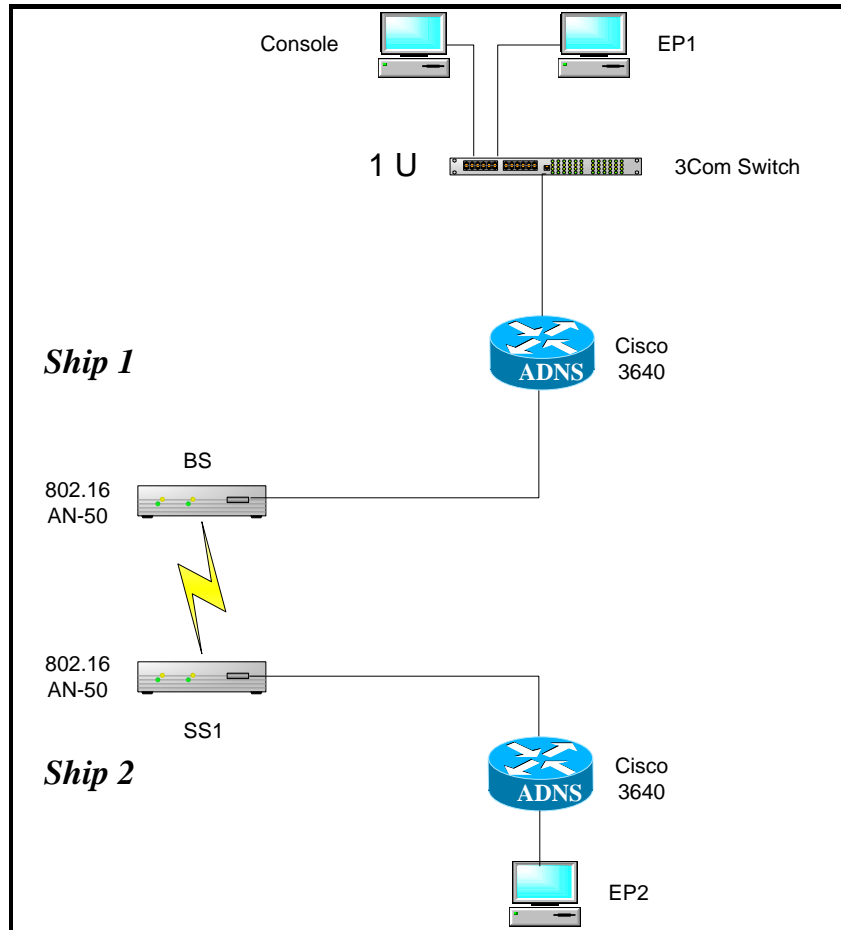 Console
EP1
1 U
3Com Switch
Ship 1
Cisco
3640
ADNS
BS
802.16
AN-50
802.16
AN-50
SS1
Ship 2
Cisco
3640
ADNS
EP2